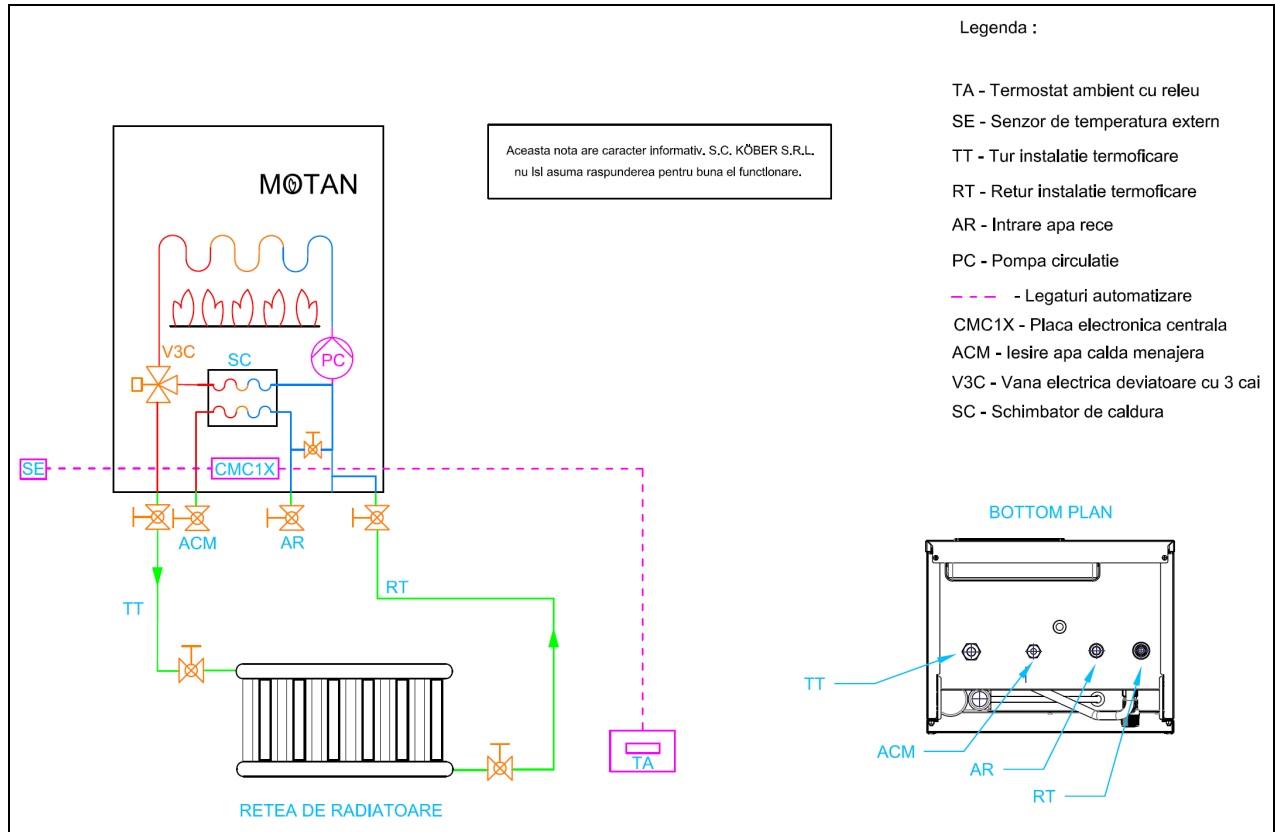 Legenda :
TA - Termostat ambient cu releu
SE - Senzor de temperatura extern
TT - Tur instalatie termoficare
RT - Retur instalatie termoficare
AR - Intrare apa rece
PC - Pompa circulatie
- Legaturi automatizare
CMC1X - Placa electronica centrala
ACM - Iesire apa calda menajera
V3C - Vana electrica deviatoare cu 3 cai
SC - Schimbator de caldura
Aceasta nota are caracter informativ. S.C. KÖBER S.R.L.
nu Isl asuma raspunderea pentru buna el functlonare.
MOTAN
V3C
SC
PC
SE
CMC1X
ACM
AR
TT
RT
TA
RETEA DE RADIATOARE
BOTTOM PLAN
TT
ACM
AR
RT